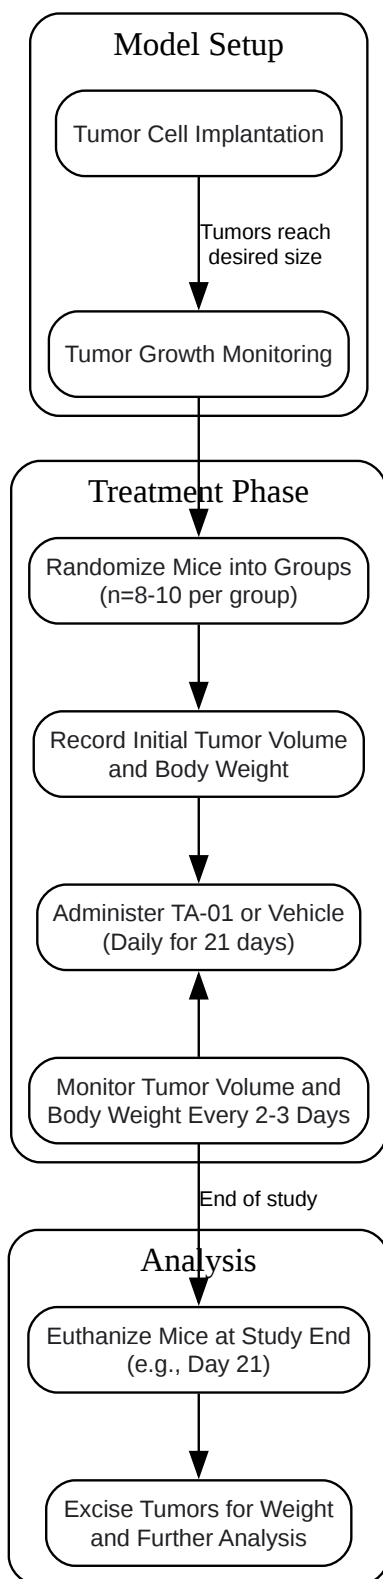 Model Setup
Tumor Cell Implantation
Tumors reach
desired size
Tumor Growth Monitoring
Treatment Phase
Randomize Mice into Groups
(n=8-10 per group)
Record Initial Tumor Volume
and Body Weight
Administer TA-01 or Vehicle
(Daily for 21 days)
Monitor Tumor Volume and
Body Weight Every 2-3 Days
End of study
Analysis
Euthanize Mice at Study End
(e.g., Day 21)
Excise Tumors for Weight
and Further Analysis